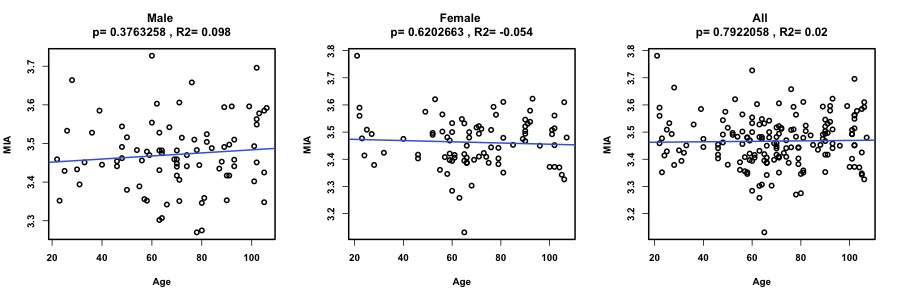 Male
p= 0.3763258 , R2= 0.098
MIA
3.7
3.6
3.5
3.4
3.3
20 40 60 80 100
Age
Female
p= 0.6202663 , R2= -0.054
MIA
3.8
3.7
3.6
3.5
3.4
3.3
3.2
20 40 60 80 100
Age
All
p= 0.7922058 , R2= 0.02
MIA
3.8
3.7
3.6
3.5
3.4
3.3
3.2
20 40 60 80 100
Age